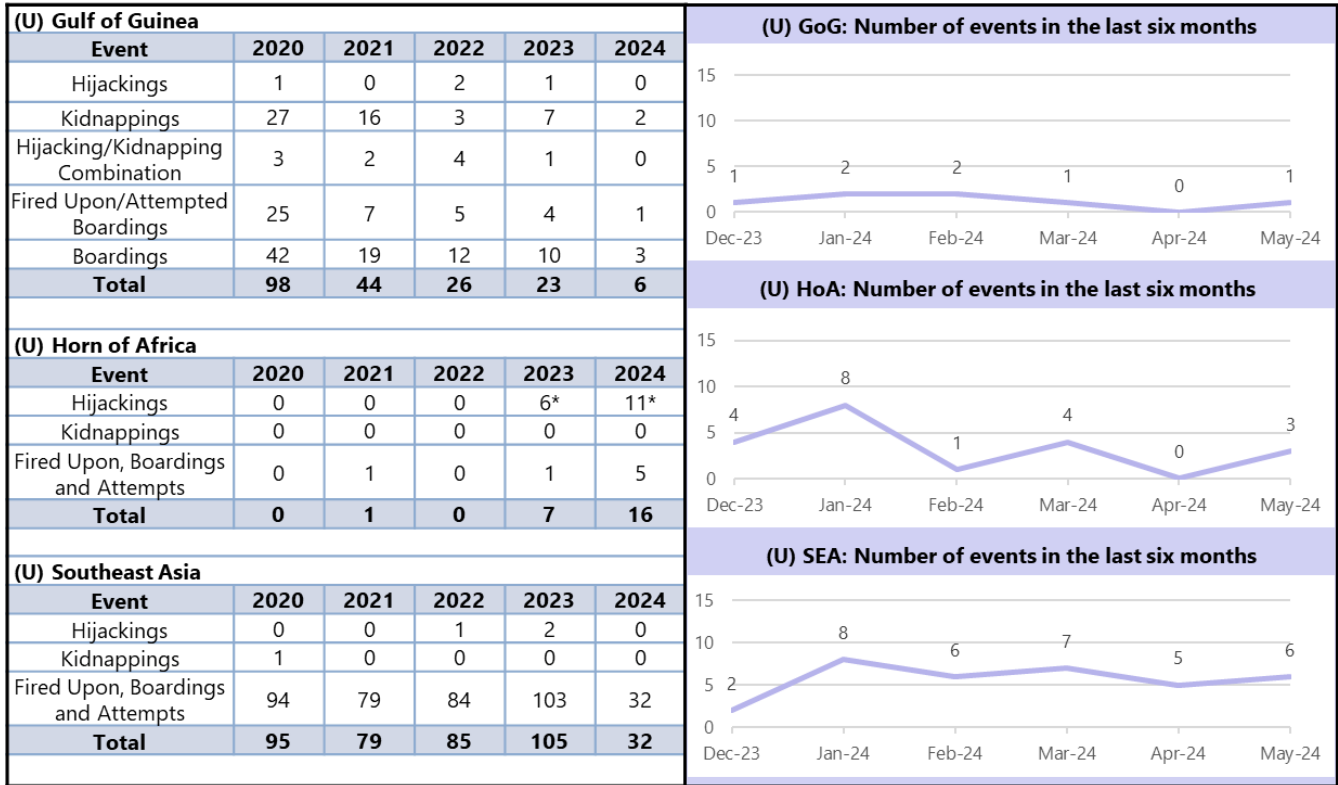 (U) Gulf of Guinea
Event 2020 2021 2022 2023 2024
Hijackings 1 0 2 1 0
Kidnappings 27 16 3 7 2
Hijacking/Kidnapping
Combination 3 2 4 1 0
Fired Upon/Attempted
Boardings 25 7 5 4 1
Boardings 42 19 12 10 3
Total 98 44 26 23 6
(U) Horn of Africa
Event 2020 2021 2022 2023 2024
Hijackings 0 0 0 6* 11*
Kidnappings 0 0 0 0 0
Fired Upon, Boardings
and Attempts 0 1 0 1 5
Total 0 1 0 7 16
(U) Southeast Asia
Event 2020 2021 2022 2023 2024
Hijackings 0 0 1 2 0
Kidnappings 1 0 0 0 0
Fired Upon, Boardings
and Attempts 94 79 84 103 32
Total 95 79 85 105 32
(U) GoG: Number of events in the last six months
15
10
5
0
1 2 2 1 0 1
Dec-23 Jan-24 Feb-24 Mar-24 Apr-24 May-24
(U) HoA: Number of events in the last six months
15
10
5
0
4 8 1 4 0 3
Dec-23 Jan-24 Feb-24 Mar-24 Apr-24 May-24
(U) SEA: Number of events in the last six months
15
10
5
0
2 8 6 7 5 6
Dec-23 Jan-24 Feb-24 Mar-24 Apr-24 May-24